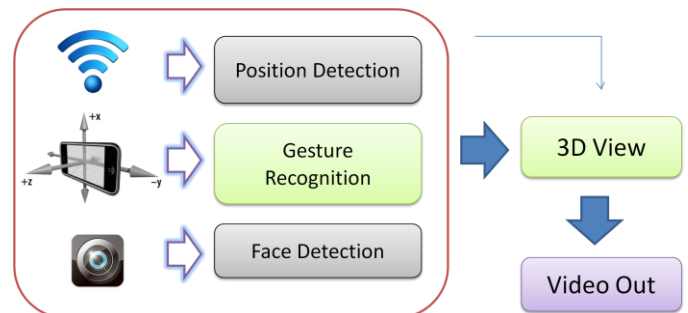 Position Detection
+x
+z
−y
Gesture
Recognition
Face Detection
3D View
Video Out